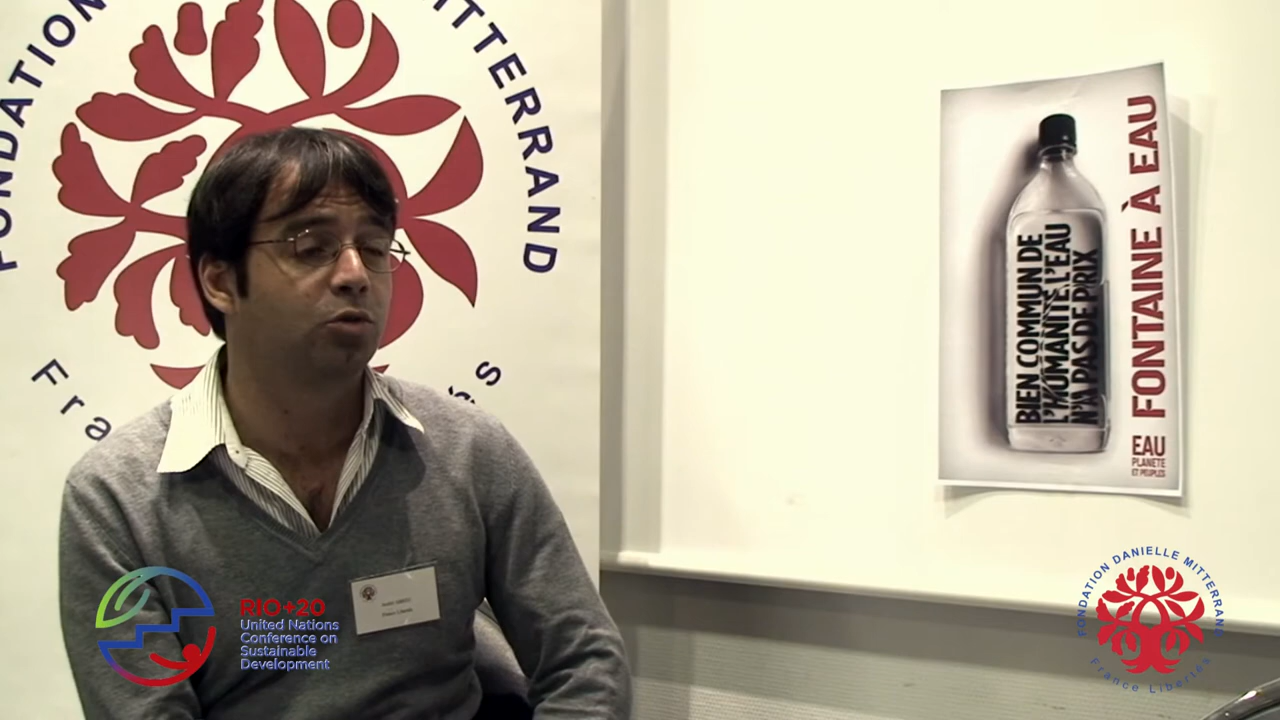 FONDATION
MITTERRAND
Fra
és
BIEN COMMUN DE
L'HUMANITÉ, L'EAU
N'A PAS DE PRIX
FONTAINE À EAU
EAU
PLANÈTE
ET PEUPLES
RIO+20
United Nations
Conference on
Sustainable
Development
FONDATION DANIELLE MITTERRAND
France Libertés